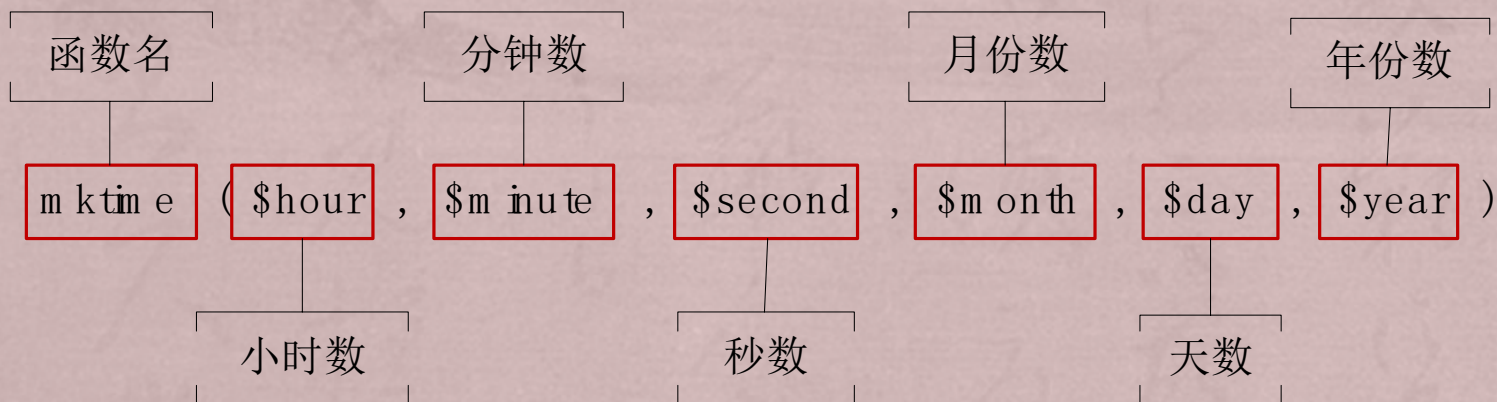 函数名 分钟数 月份数 年份数
mktime ( $hour , $minute , $second , $month , $day , $year )
小时数 秒数 天数